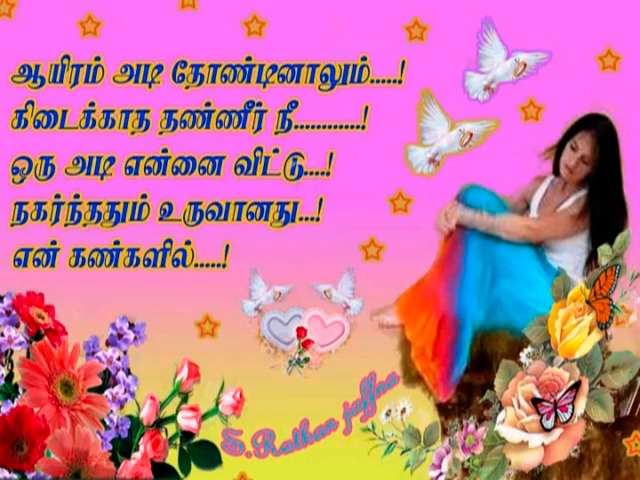 ஆயிரம் அடி தோண்டினாலும்.....!
கிடைக்காத தண்ணீர் நீ............!
ஒரு அடி என்னை விட்டு....!
நகர்ந்ததும் உருவானது...!
என் கண்களில்.....!
S.Rathan jaffna